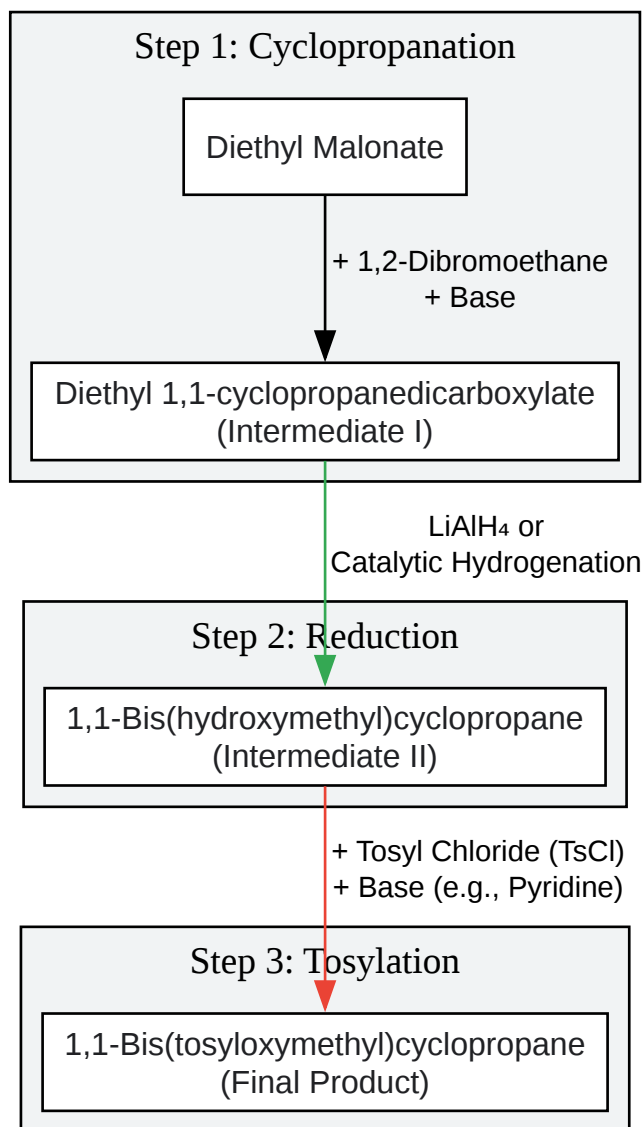 Step 1: Cyclopropanation
Diethyl Malonate
+ 1,2-Dibromoethane
+ Base
Diethyl 1,1-cyclopropanedicarboxylate
(Intermediate I)
LiAlH₄ or
Catalytic Hydrogenation
Step 2: Reduction
1,1-Bis(hydroxymethyl)cyclopropane
(Intermediate II)
+ Tosyl Chloride (TsCl)
+ Base (e.g., Pyridine)
Step 3: Tosylation
1,1-Bis(tosyloxymethyl)cyclopropane
(Final Product)